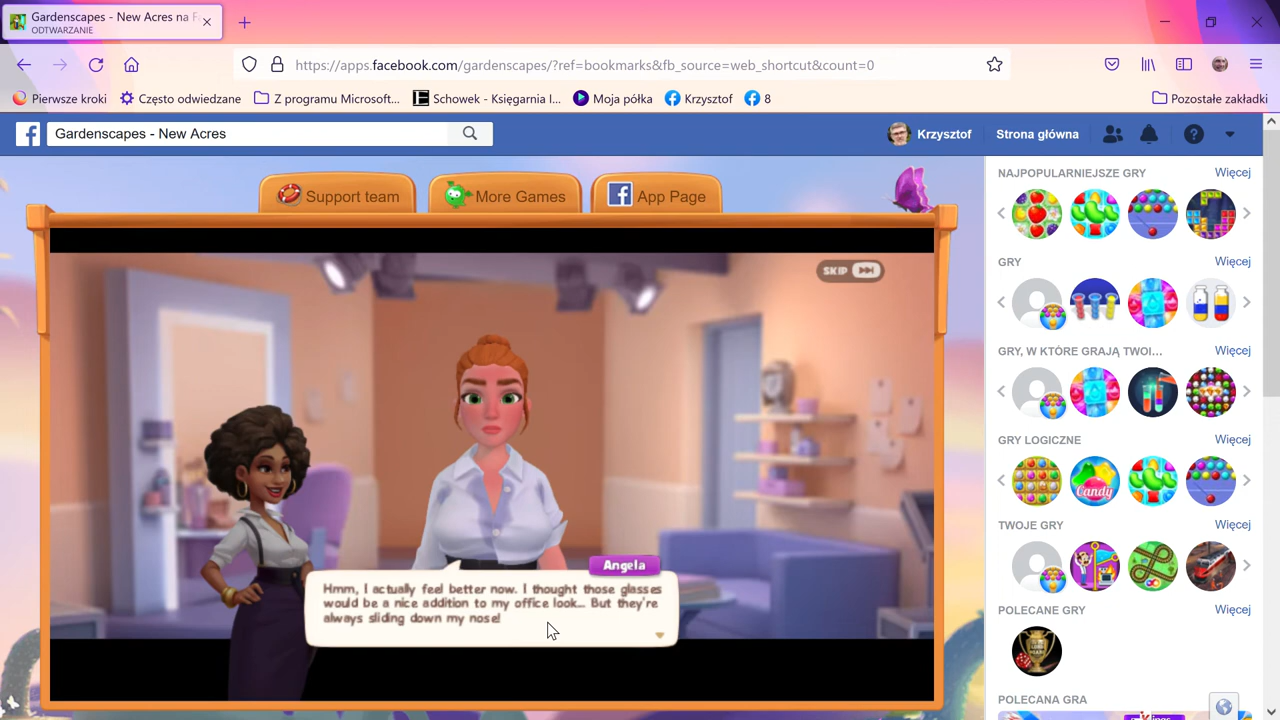 Gardenscapes - New Acres na F
ODTWARZANIE
https://apps.facebook.com/gardenscapes/?ref=bookmarks&fb_source=web_shortcut&count=0
Pierwsze kroki
Często odwiedzane
Z programu Microsoft...
Schowek - Księgarnia I...
Moja półka
Krzysztof
8
Pozostałe zakładki
Gardenscapes - New Acres
Krzysztof
Strona główna
Support team
More Games
App Page
SKIP
Angela
Hmm, I actually feel better now. I thought those glasses
would be a nice addition to my office look... But they're
always sliding down my nose!
NAJPOPULARNIEJSZE GRY
Więcej
GRY
Więcej
GRY, W KTÓRE GRAJĄ TWOI...
Więcej
GRY LOGICZNE
Więcej
Candy
TWOJE GRY
Więcej
POLECANE GRY
Więcej
POLECANA GRA